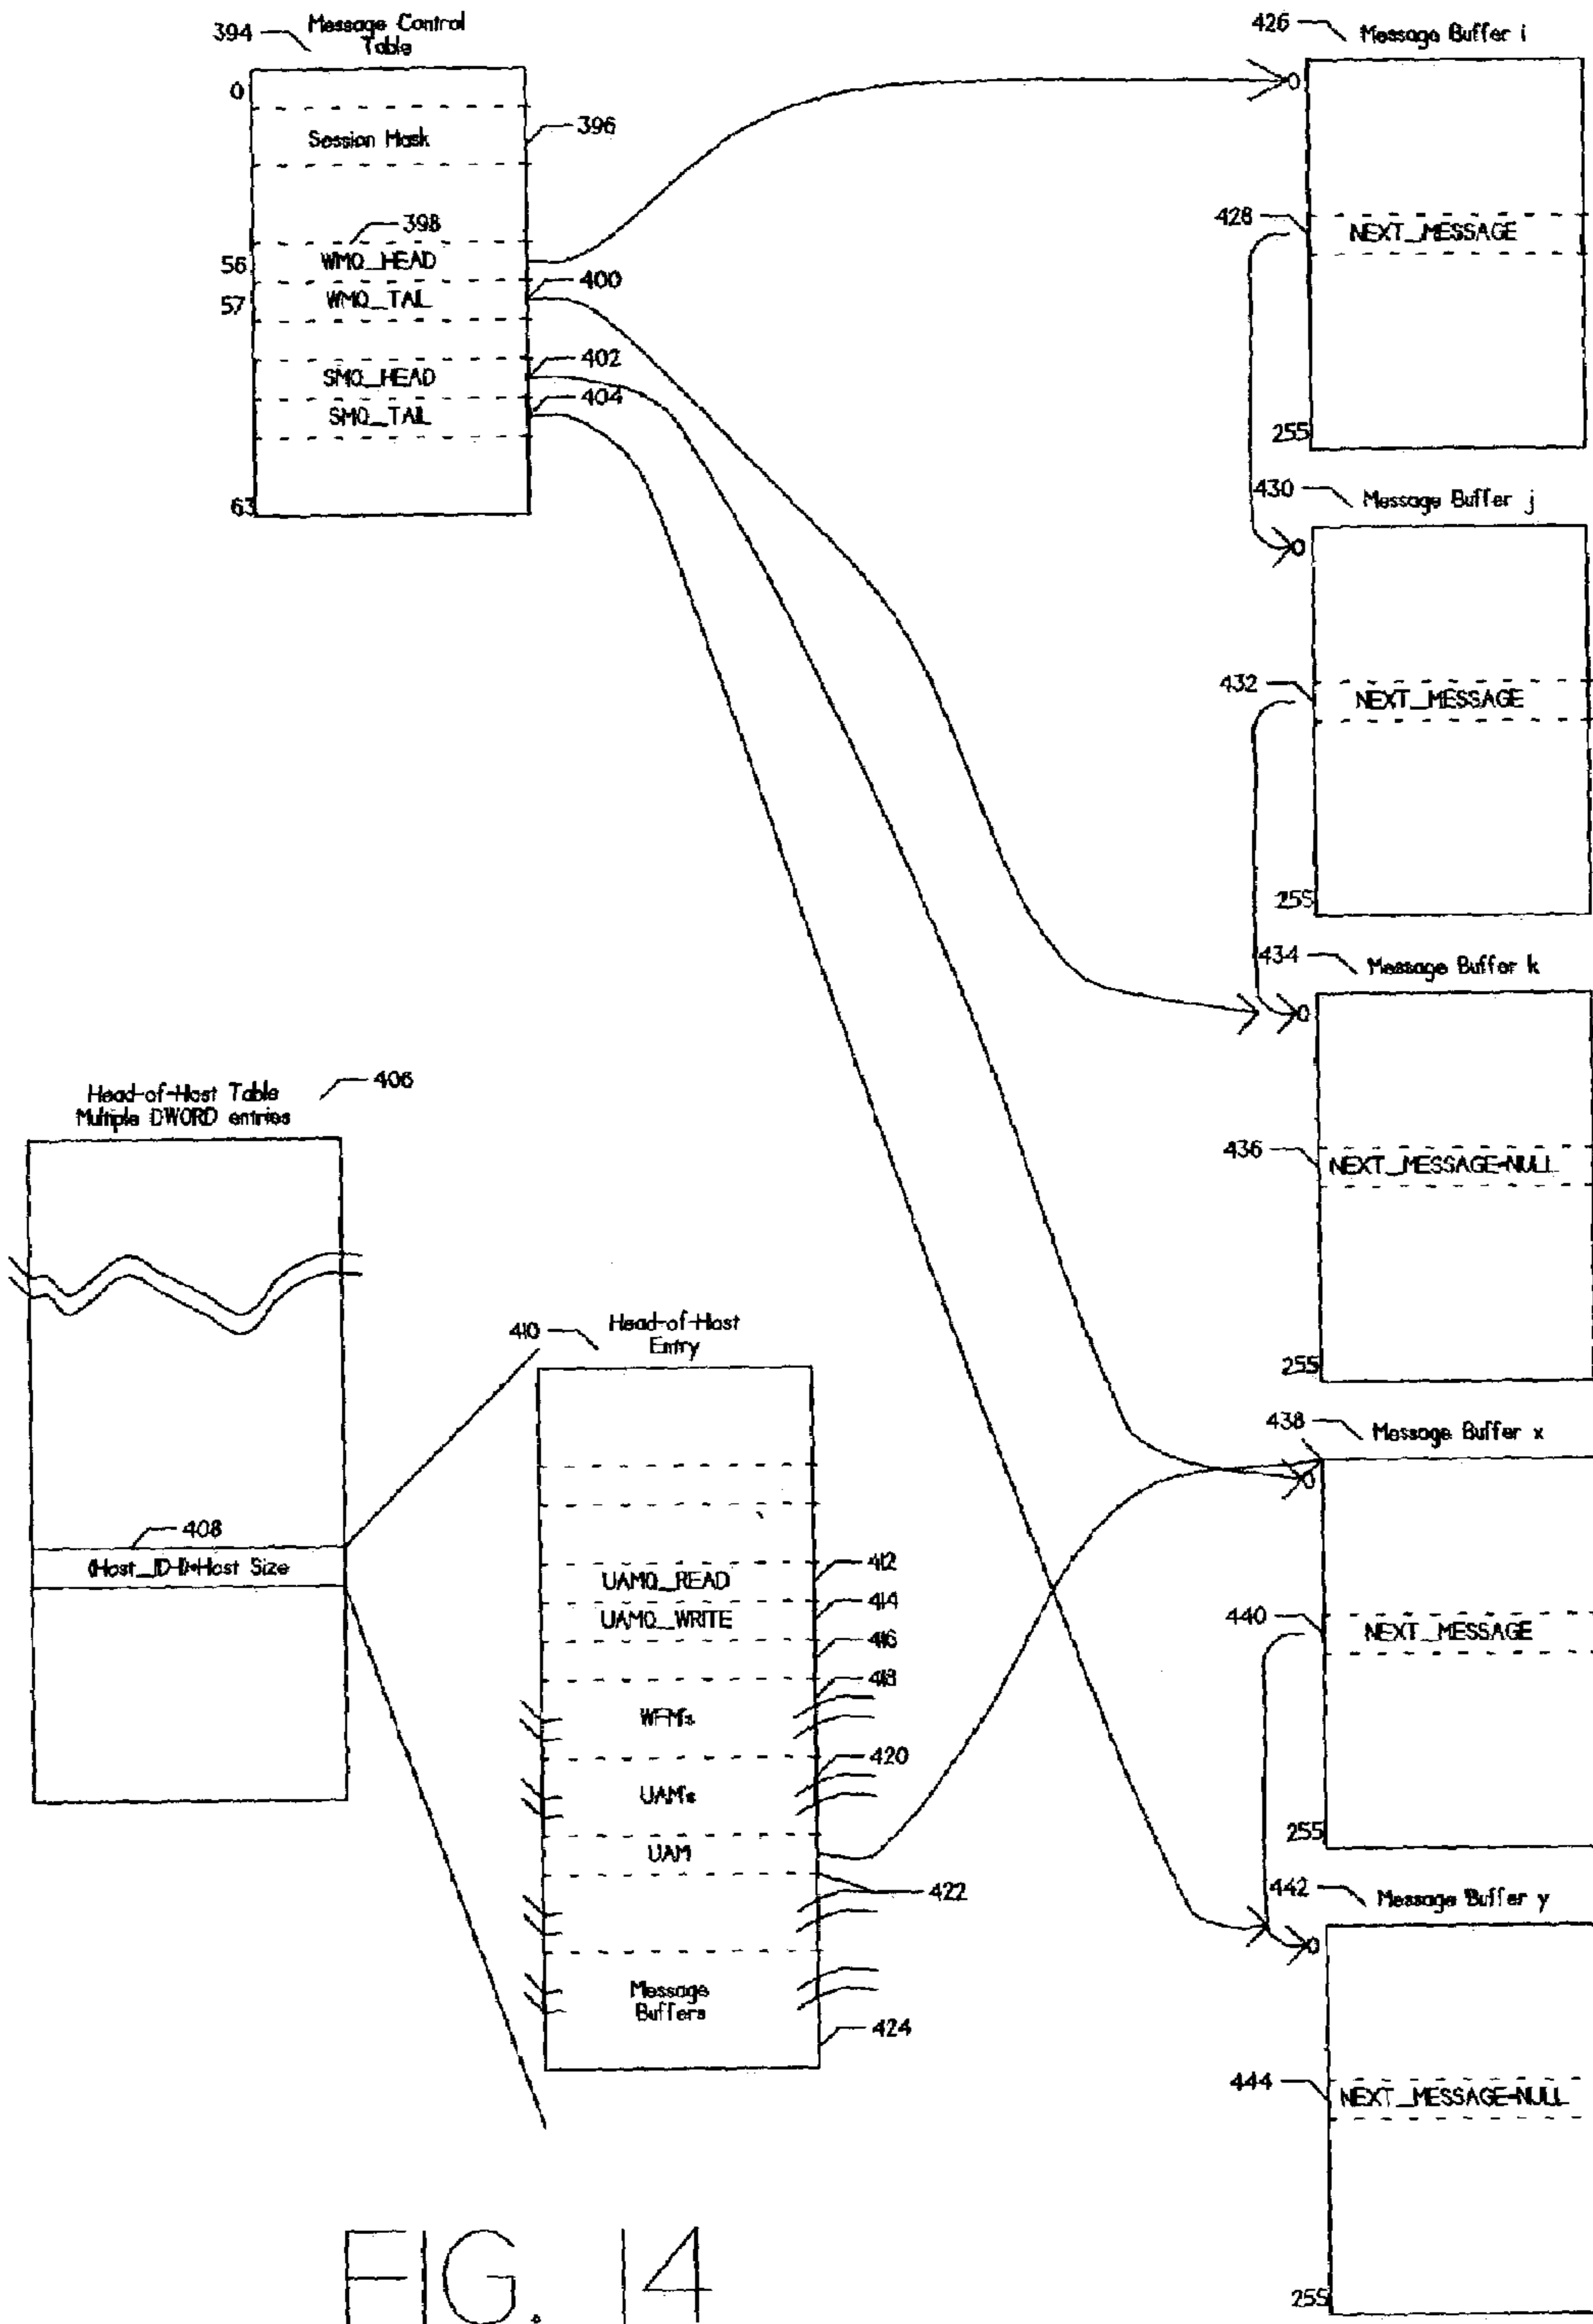 394
Message Control
Table
0
Session Mask
396
398
56
WMQ_HEAD
400
57
WMQ_TAIL
402
SMQ_HEAD
404
SMQ_TAIL
63
426
Message Buffer i
0
428
NEXT_MESSAGE
255
430
Message Buffer j
0
432
NEXT_MESSAGE
255
434
Message Buffer k
0
436
NEXT_MESSAGE=NULL
255
438
Message Buffer x
0
440
NEXT_MESSAGE
255
442
Message Buffer y
0
444
NEXT_MESSAGE=NULL
255
Head-of-Host Table
Multiple DWORD entries
406
408
(Host_ID-1)*Host Size
410
Head-of-Host
Entry
412
UAMQ_READ
414
UAMQ_WRITE
416
418
WFM's
420
UAM's
UAM
422
Message
Buffers
424
FIG. 14